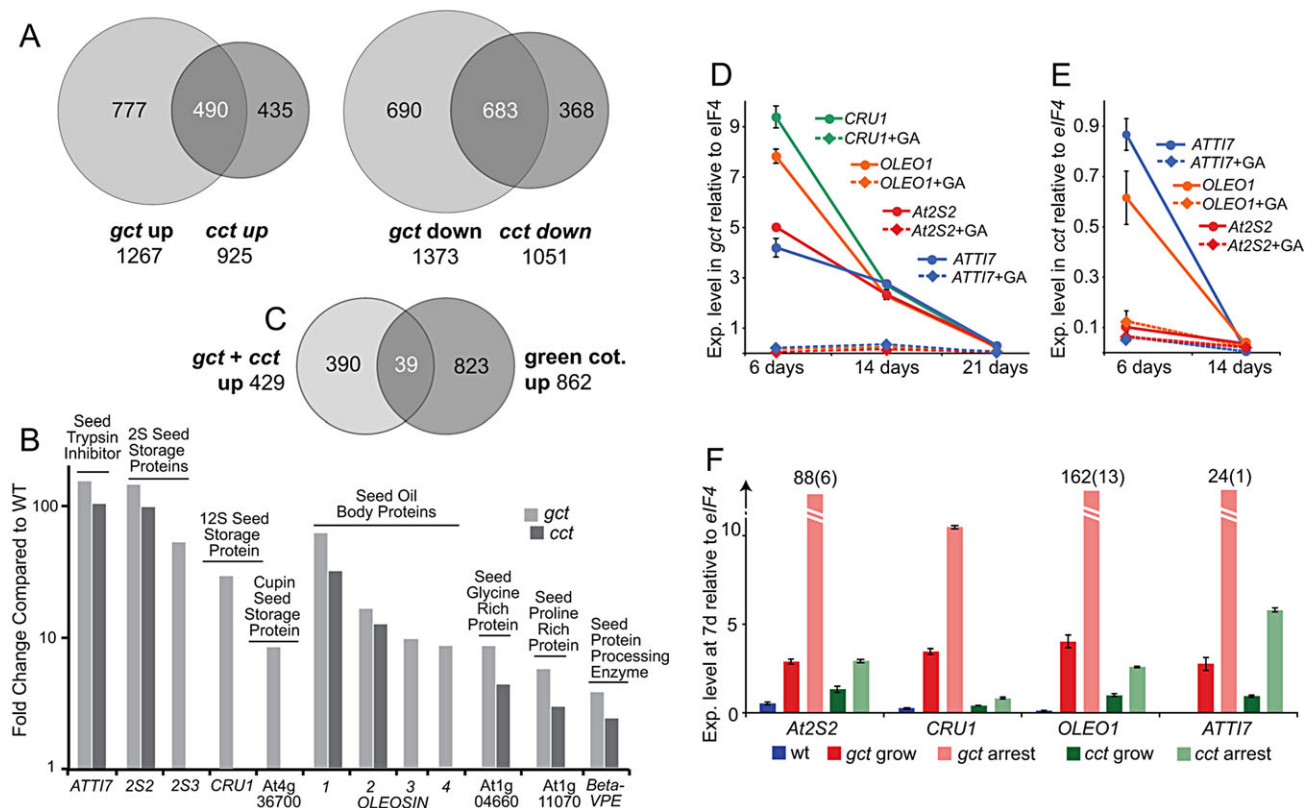 A
777
490
435
gct up
1267
cct up
925
690
683
368
gct down
1373
cct down
1051
C
gct + cct
up 429
390
39
823
green cot.
up 862
B
Fold Change Compared to WT
100
10
1
Seed
Trypsin
Inhibitor
2S Seed
Storage
Proteins
12S Seed
Storage
Protein
Cupin
Seed
Storage
Protein
Seed Oil
Body Proteins
Seed
Glycine
Rich
Protein
Seed
Proline
Rich
Protein
Seed
Protein
Processing
Enzyme
gct
cct
ATTI7
2S2
2S3
CRU1
At4g
36700
1
2
3
4
OLEOSIN
At1g
04660
At1g
11070
Beta-
VPE
D
Exp. level in gct relative to eIF4
9
7
5
3
1
CRU1
CRU1+GA
OLEO1
OLEO1+GA
At2S2
At2S2+GA
ATTI7
ATTI7+GA
6 days
14 days
21 days
E
Exp. level in cct relative to eIF4
0.9
0.7
0.5
0.3
0.1
ATTI7
ATTI7+GA
OLEO1
OLEO1+GA
At2S2
At2S2+GA
6 days
14 days
F
Exp. level at 7d relative to eIF4
10
5
0
88(6)
162(13)
24(1)
At2S2
CRU1
OLEO1
ATTI7
wt
gct grow
gct arrest
cct grow
cct arrest